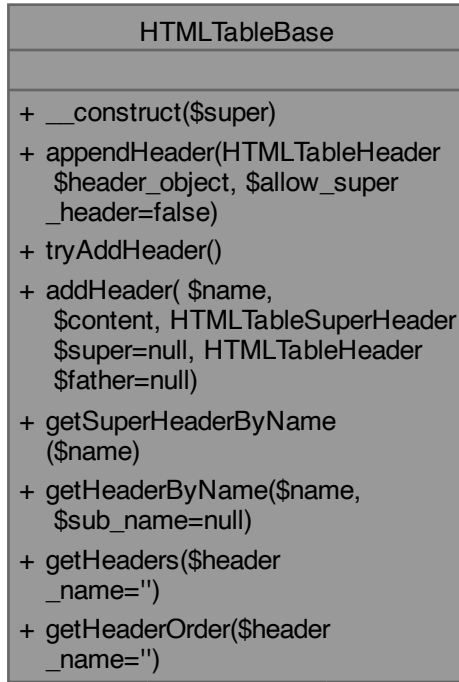 HTMLTableBase
+ __construct($super)
+ appendHeader(HTMLTableHeader
$header_object, $allow_super
_header=false)
+ tryAddHeader()
+ addHeader( $name,
$content, HTMLTableSuperHeader
$super=null, HTMLTableHeader
$father=null)
+ getSuperHeaderByName
($name)
+ getHeaderByName($name,
$sub_name=null)
+ getHeaders($header
_name='')
+ getHeaderOrder($header
_name='')